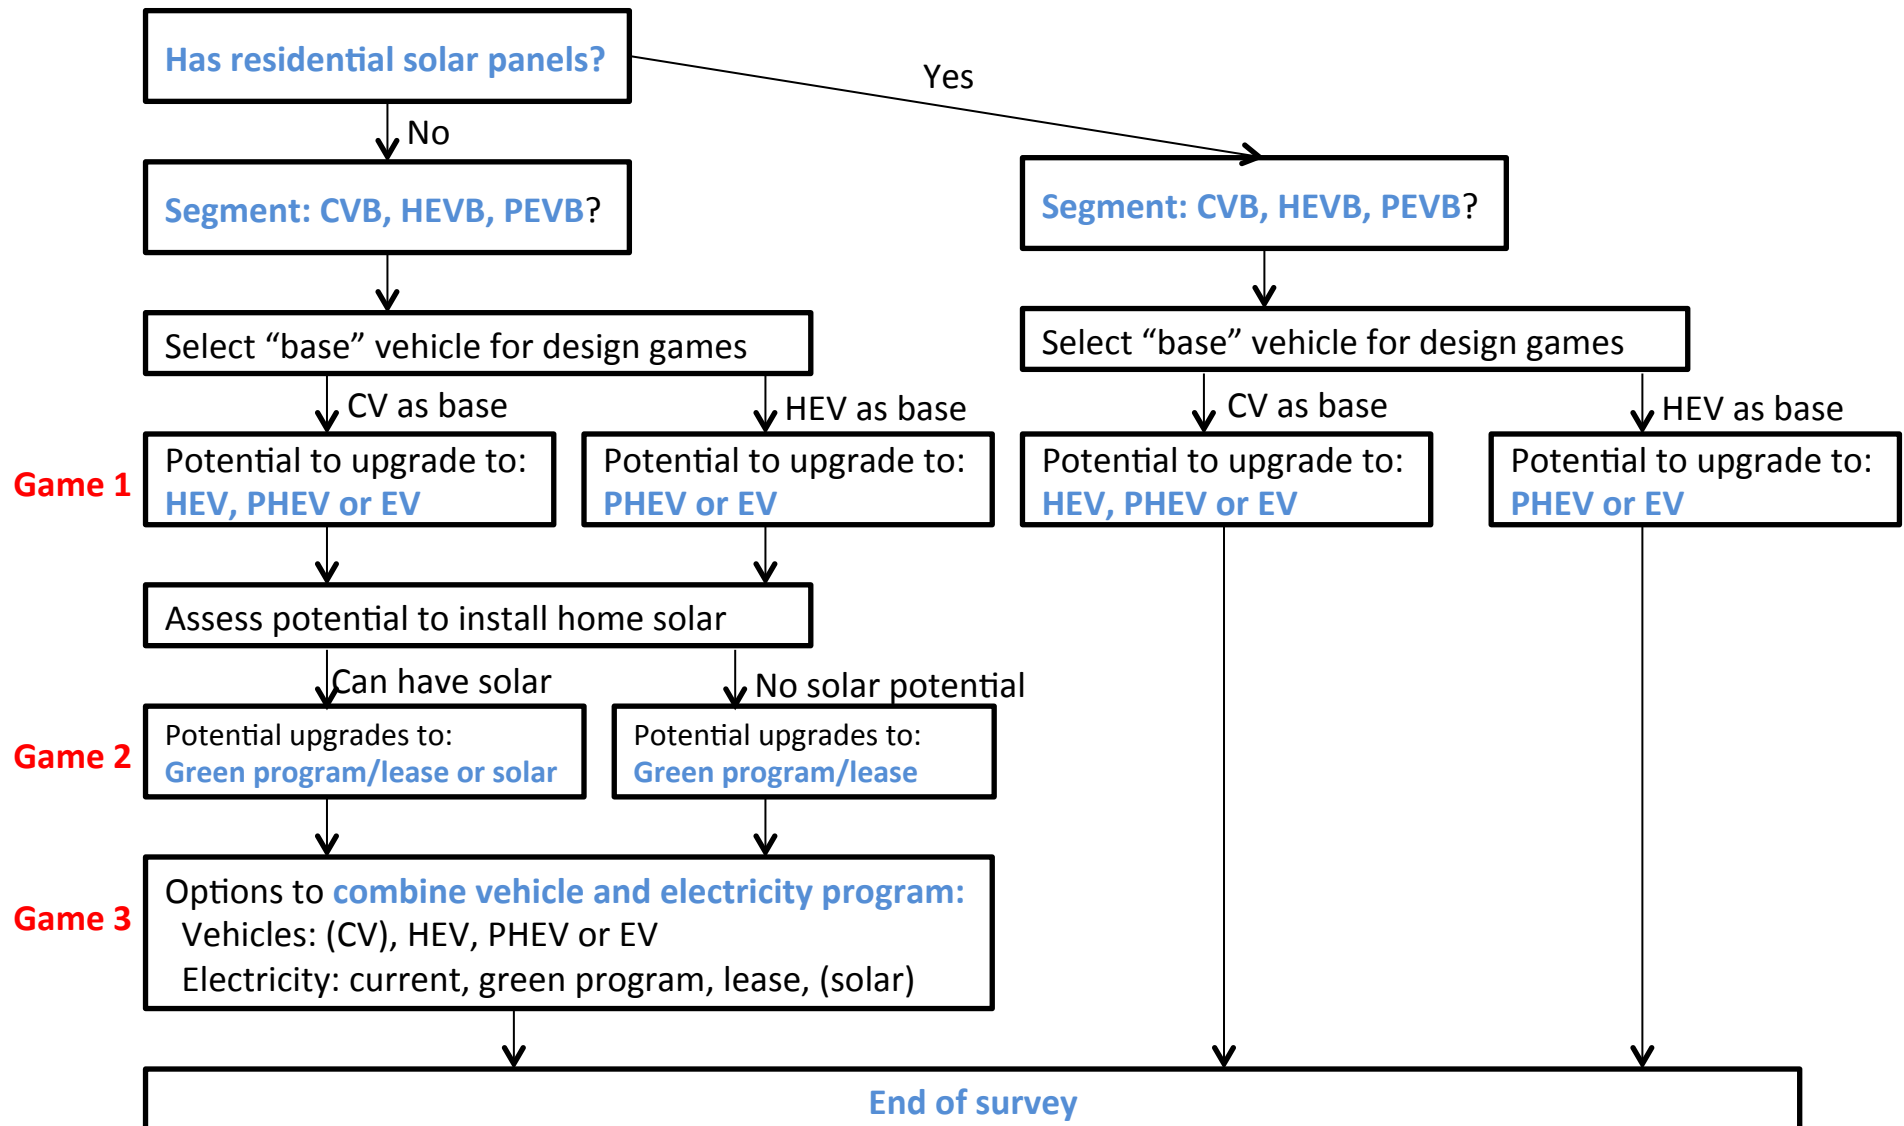 Has residential solar panels?
Yes
No
Segment: CVB, HEVB, PEVB?
Segment: CVB, HEVB, PEVB?
Select “base” vehicle for design games
Select “base” vehicle for design games
CV as base
HEV as base
CV as base
HEV as base
Game 1
Potential to upgrade to:
HEV, PHEV or EV
Potential to upgrade to:
PHEV or EV
Potential to upgrade to:
HEV, PHEV or EV
Potential to upgrade to:
PHEV or EV
Assess potential to install home solar
Can have solar
No solar potential
Game 2
Potential upgrades to:
Green program/lease or solar
Potential upgrades to:
Green program/lease
Game 3
Options to combine vehicle and electricity program:
Vehicles: (CV), HEV, PHEV or EV
Electricity: current, green program, lease, (solar)
End of survey